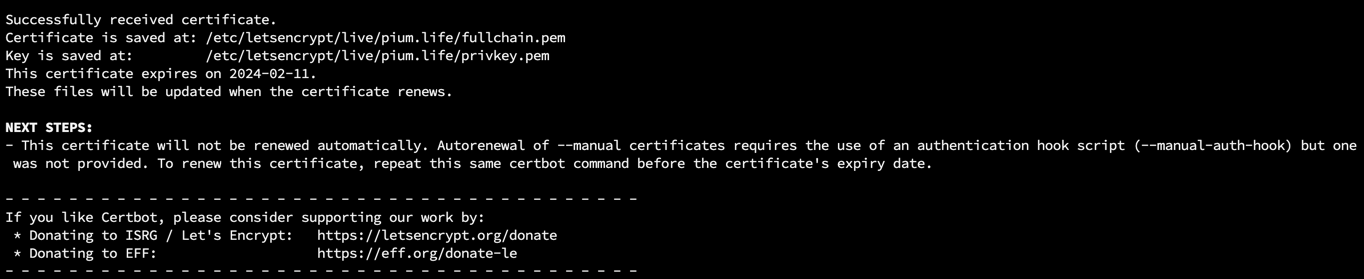 Successfully received certificate.
Certificate is saved at: /etc/letsencrypt/live/pium.life/fullchain.pem
Key is saved at:         /etc/letsencrypt/live/pium.life/privkey.pem
This certificate expires on 2024-02-11.
These files will be updated when the certificate renews.

NEXT STEPS:
- This certificate will not be renewed automatically. Autorenewal of --manual certificates requires the use of an authentication hook script (--manual-auth-hook) but one
 was not provided. To renew this certificate, repeat this same certbot command before the certificate's expiry date.

- - - - - - - - - - - - - - - - - - - - - - - - - - - - - - - - - - - - - - - -
If you like Certbot, please consider supporting our work by:
 * Donating to ISRG / Let's Encrypt:   https://letsencrypt.org/donate
 * Donating to EFF:                    https://eff.org/donate-le
- - - - - - - - - - - - - - - - - - - - - - - - - - - - - - - - - - - - - - - -